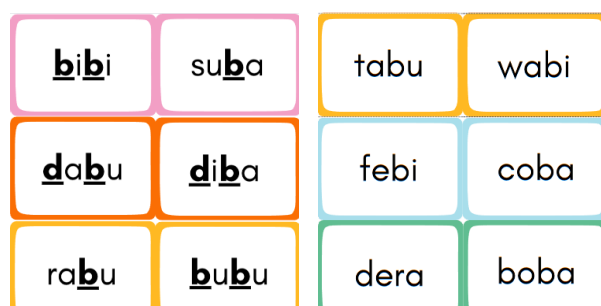 bibi suba tabu wabi
dabu diba febi coba
rabu bubu dera boba